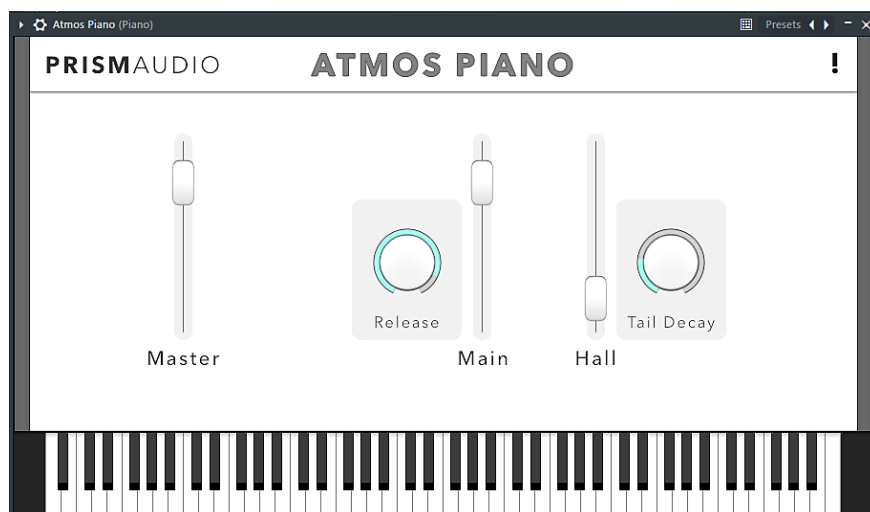 Atmos Piano (Piano) Presets
PRISMAUDIO ATMOS PIANO !
Release Tail Decay
Master Main Hall